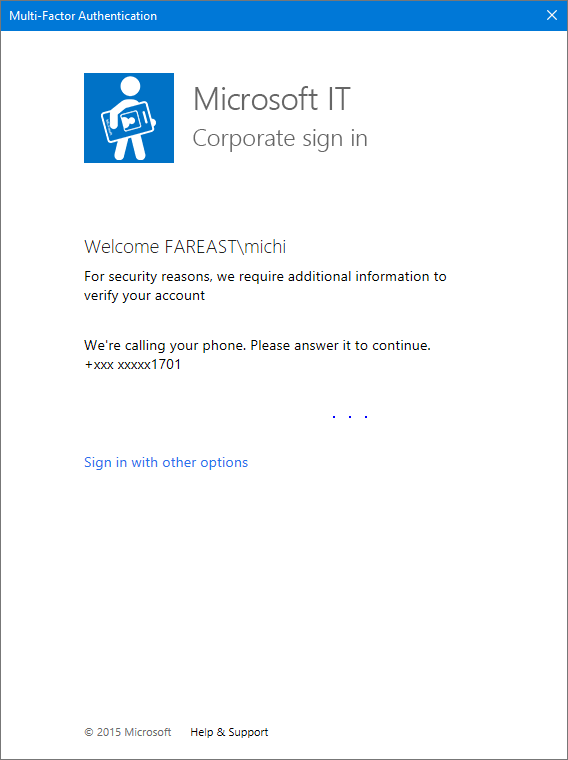 Multi-Factor Authentication
Microsoft IT
Corporate sign in
Welcome FAREAST\michi
For security reasons, we require additional information to
verify your account
We're calling your phone. Please answer it to continue.
+xxx xxxxx1701
Sign in with other options
© 2015 Microsoft Help & Support